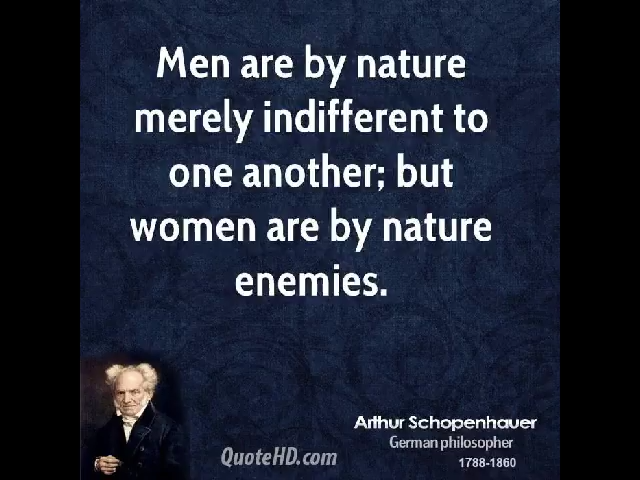 Men are by nature
merely indifferent to
one another; but
women are by nature
enemies.
Arthur Schopenhauer
German philosopher
QuoteHD.com
1788-1860